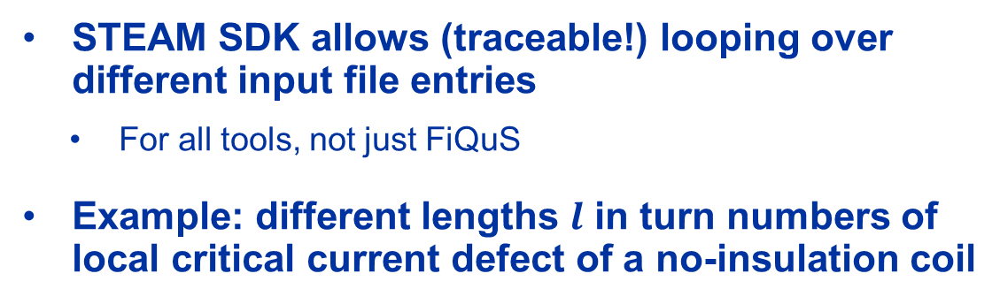 • STEAM SDK allows (traceable!) looping over
different input file entries
• For all tools, not just FiQuS
• Example: different lengths l in turn numbers of
local critical current defect of a no-insulation coil